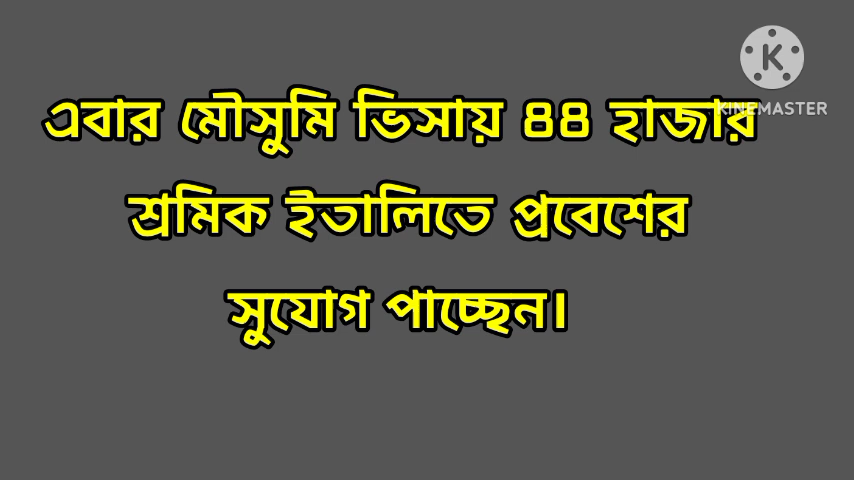 এবার মৌসুমি ভিসায় ৪৪ হাজার
শ্রমিক ইতালিতে প্রবেশের
সুযোগ পাচ্ছেন।
K
KINEMASTER